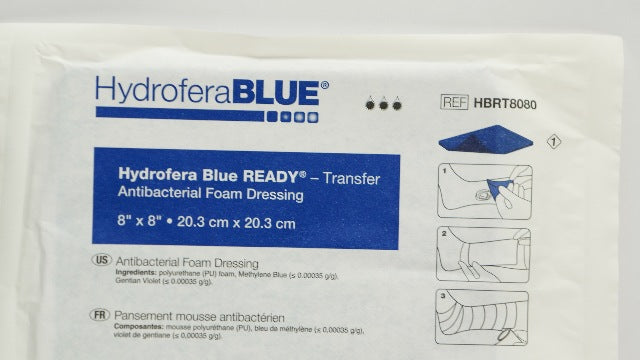 HydroferaBLUE®
REF HBRT8080
Hydrofera Blue READY® – Transfer
Antibacterial Foam Dressing
8" x 8" • 20.3 cm x 20.3 cm
1
1
2
3
US Antibacterial Foam Dressing
Ingredients: polyurethane (PU) foam, Methylene Blue (≤ 0.00035 g/g),
Gentian Violet (≤ 0.00035 g/g).
FR Pansement mousse antibactérien
Composantes: mousse polyuréthane (PU), bleu de méthylène (≤ 0,00035 g/g),
violet de gentiane (≤ 0,00035 g/g).